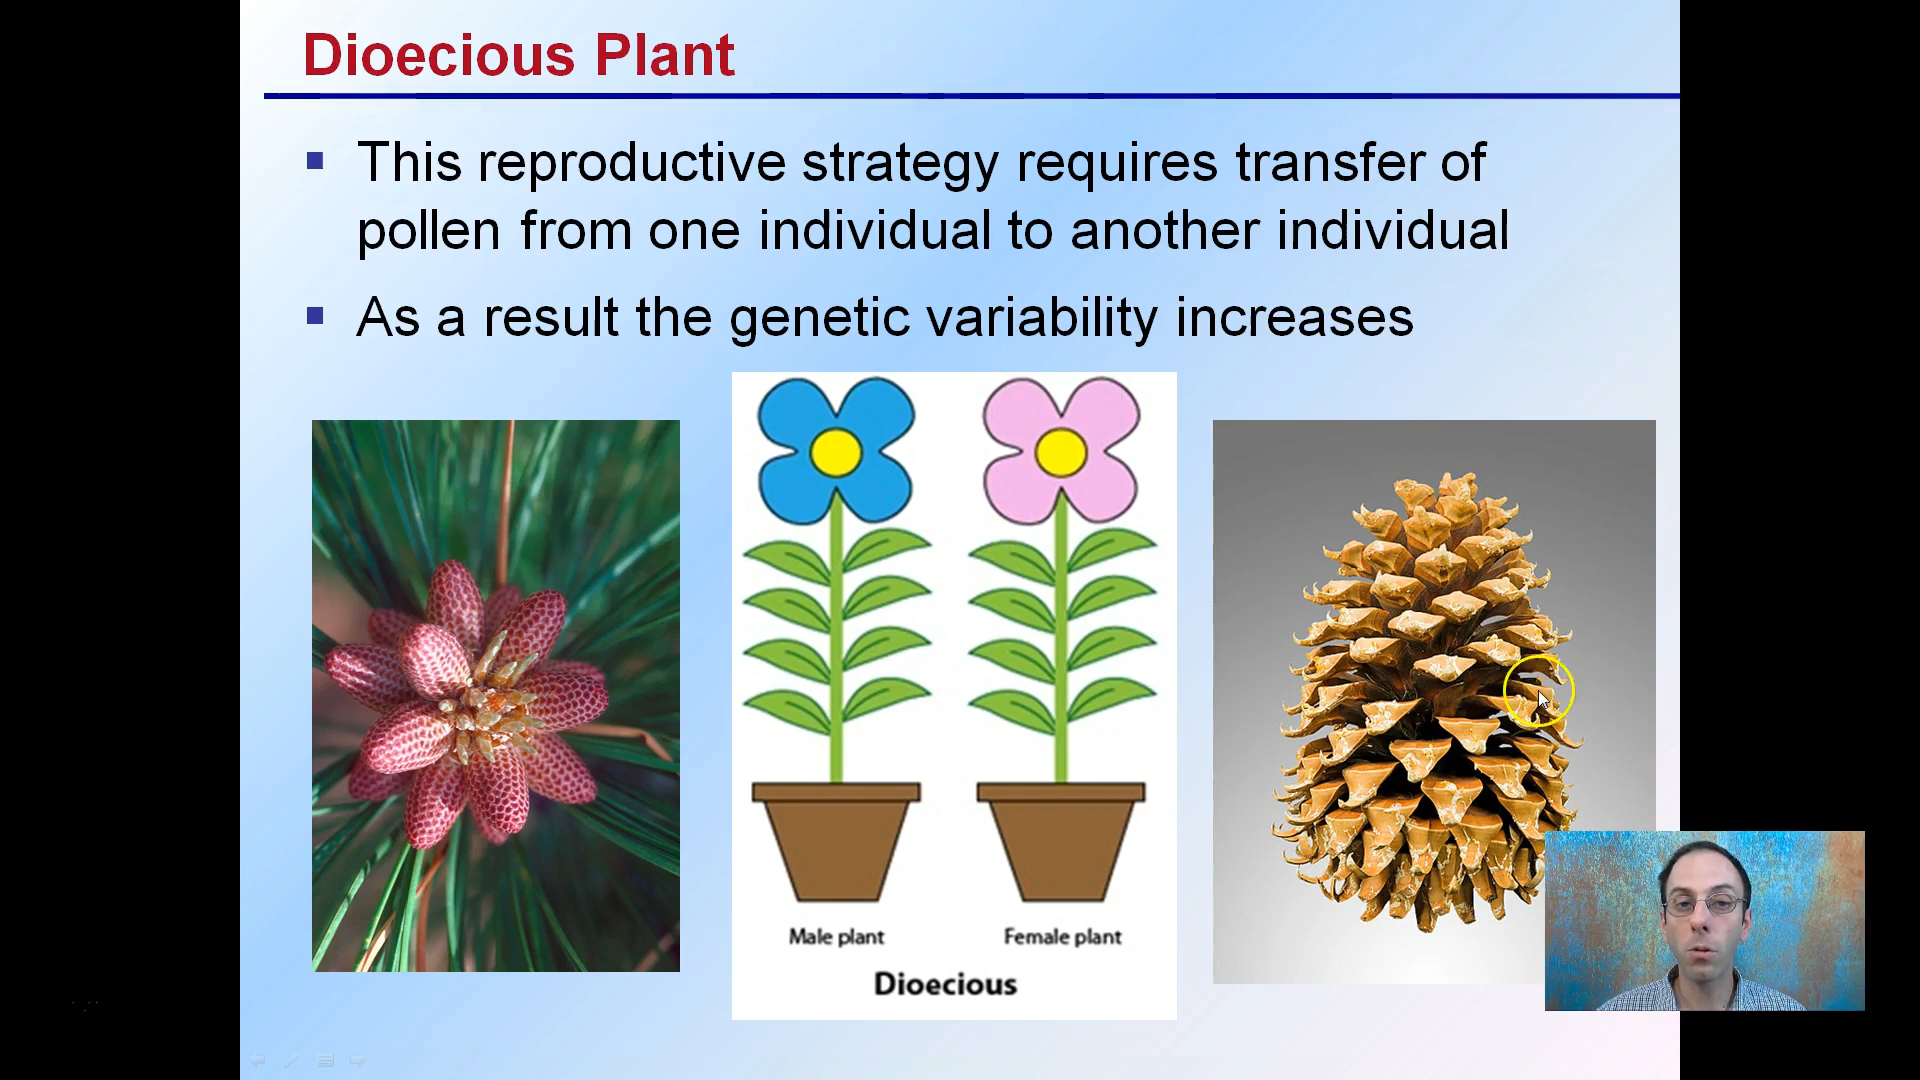 Dioecious Plant
This reproductive strategy requires transfer of
pollen from one individual to another individual
As a result the genetic variability increases
Male plant
Female plant
Dioecious